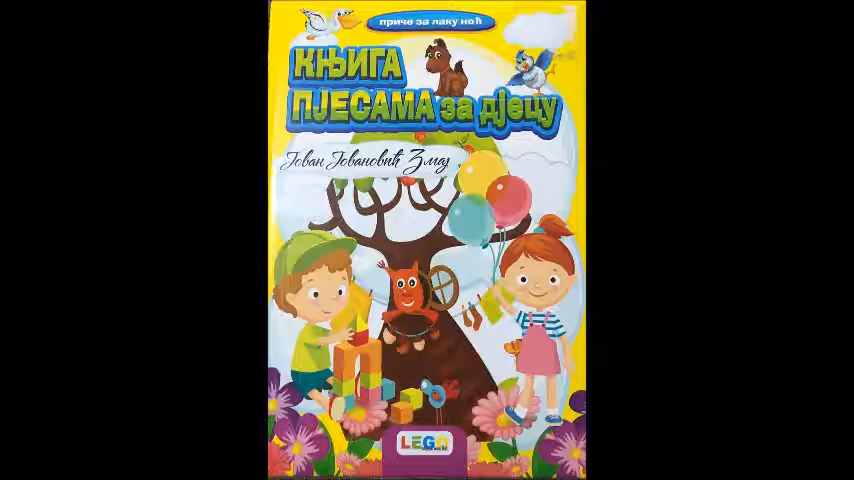 приче за лаку ноћ
КЊИГА
ПЈЕСАМА за дјецу
Јован Јовановић Змај
LEGO